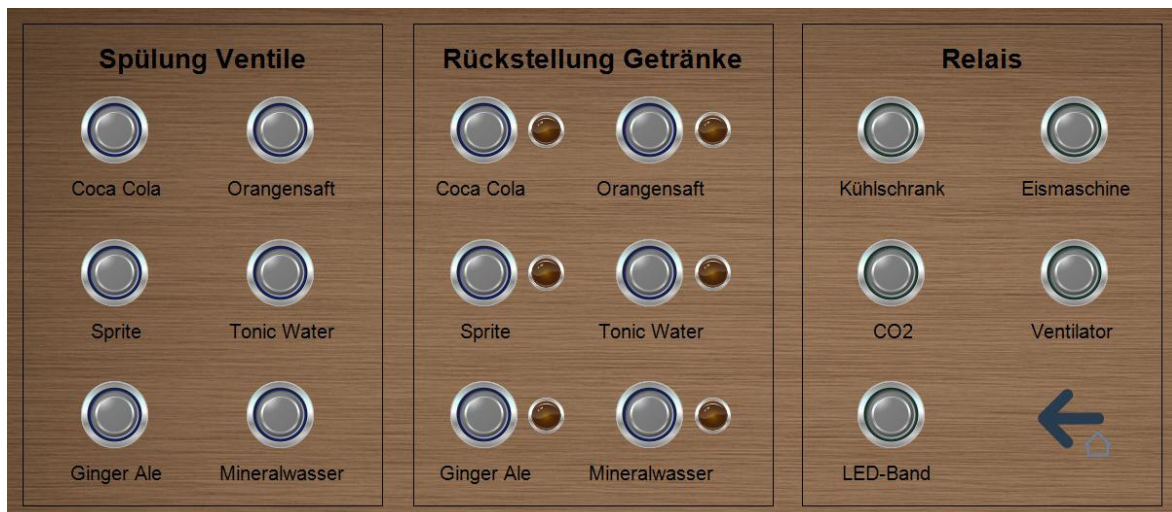 Spülung Ventile
Coca Cola
Orangensaft
Sprite
Tonic Water
Ginger Ale
Mineralwasser
Rückstellung Getränke
Coca Cola
Orangensaft
Sprite
Tonic Water
Ginger Ale
Mineralwasser
Relais
Kühlschrank
Eismaschine
CO2
Ventilator
LED-Band